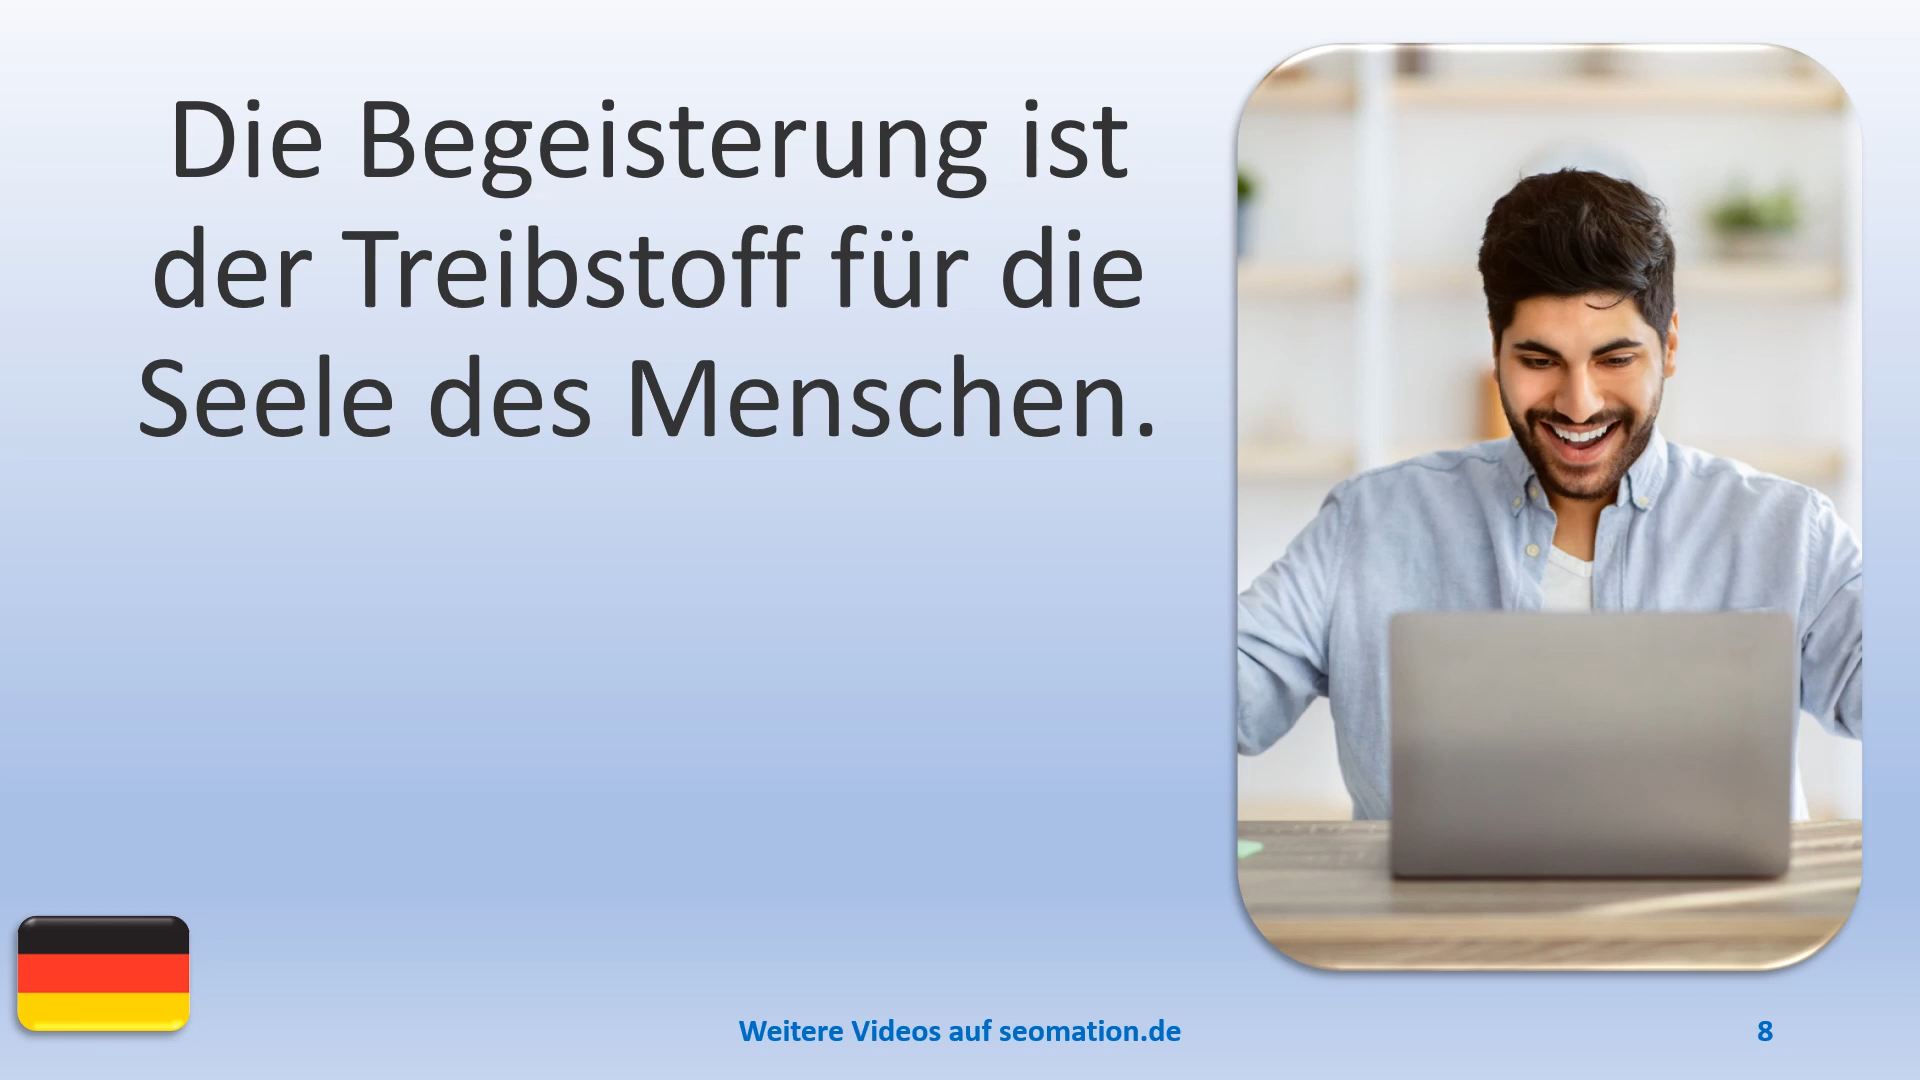 Die Begeisterung ist
der Treibstoff für die
Seele des Menschen.
Weitere Videos auf seomation.de
8